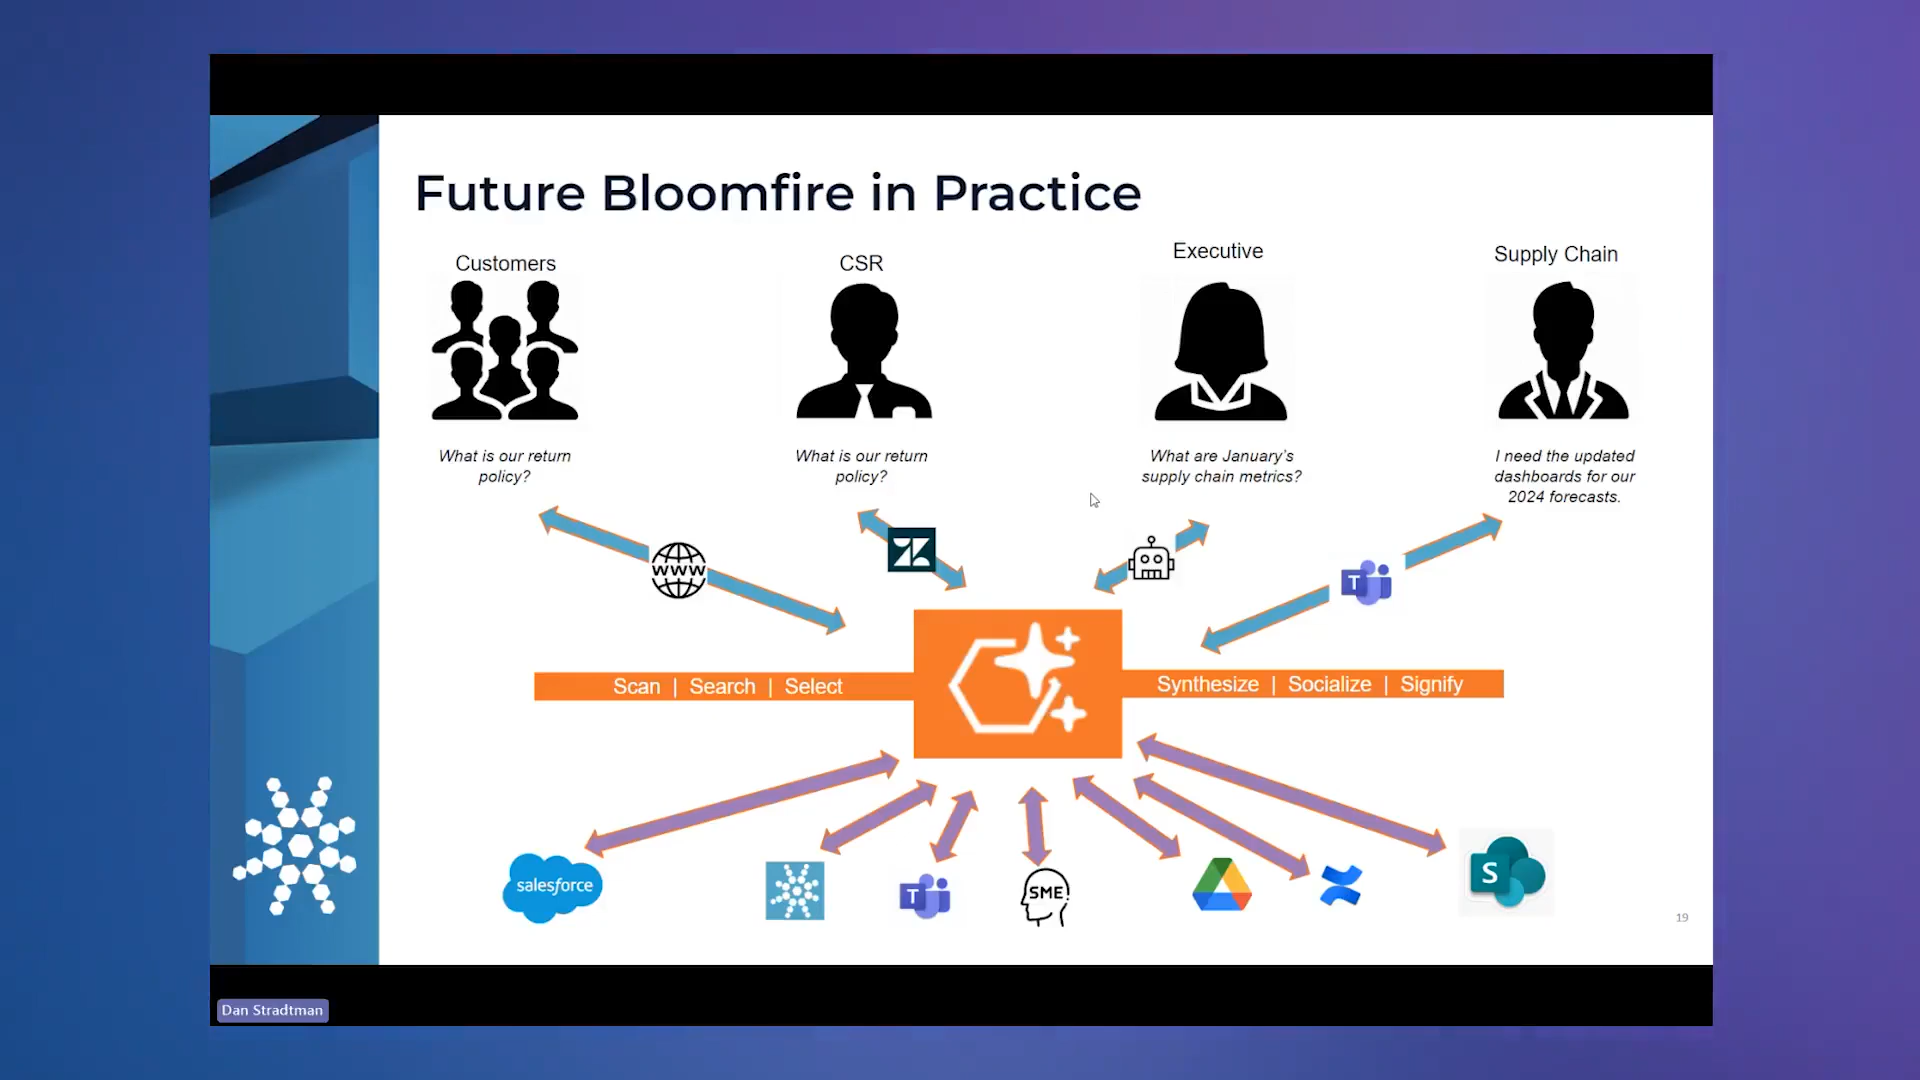 Future Bloomfire in Practice
Customers
CSR
Executive
Supply Chain
What is our return
policy?
What is our return
policy?
What are January's
supply chain metrics?
I need the updated
dashboards for our
2024 forecasts.
www
T
Scan | Search | Select
Synthesize | Socialize | Signify
salesforce
T
SME
S
19
Dan Stradtman